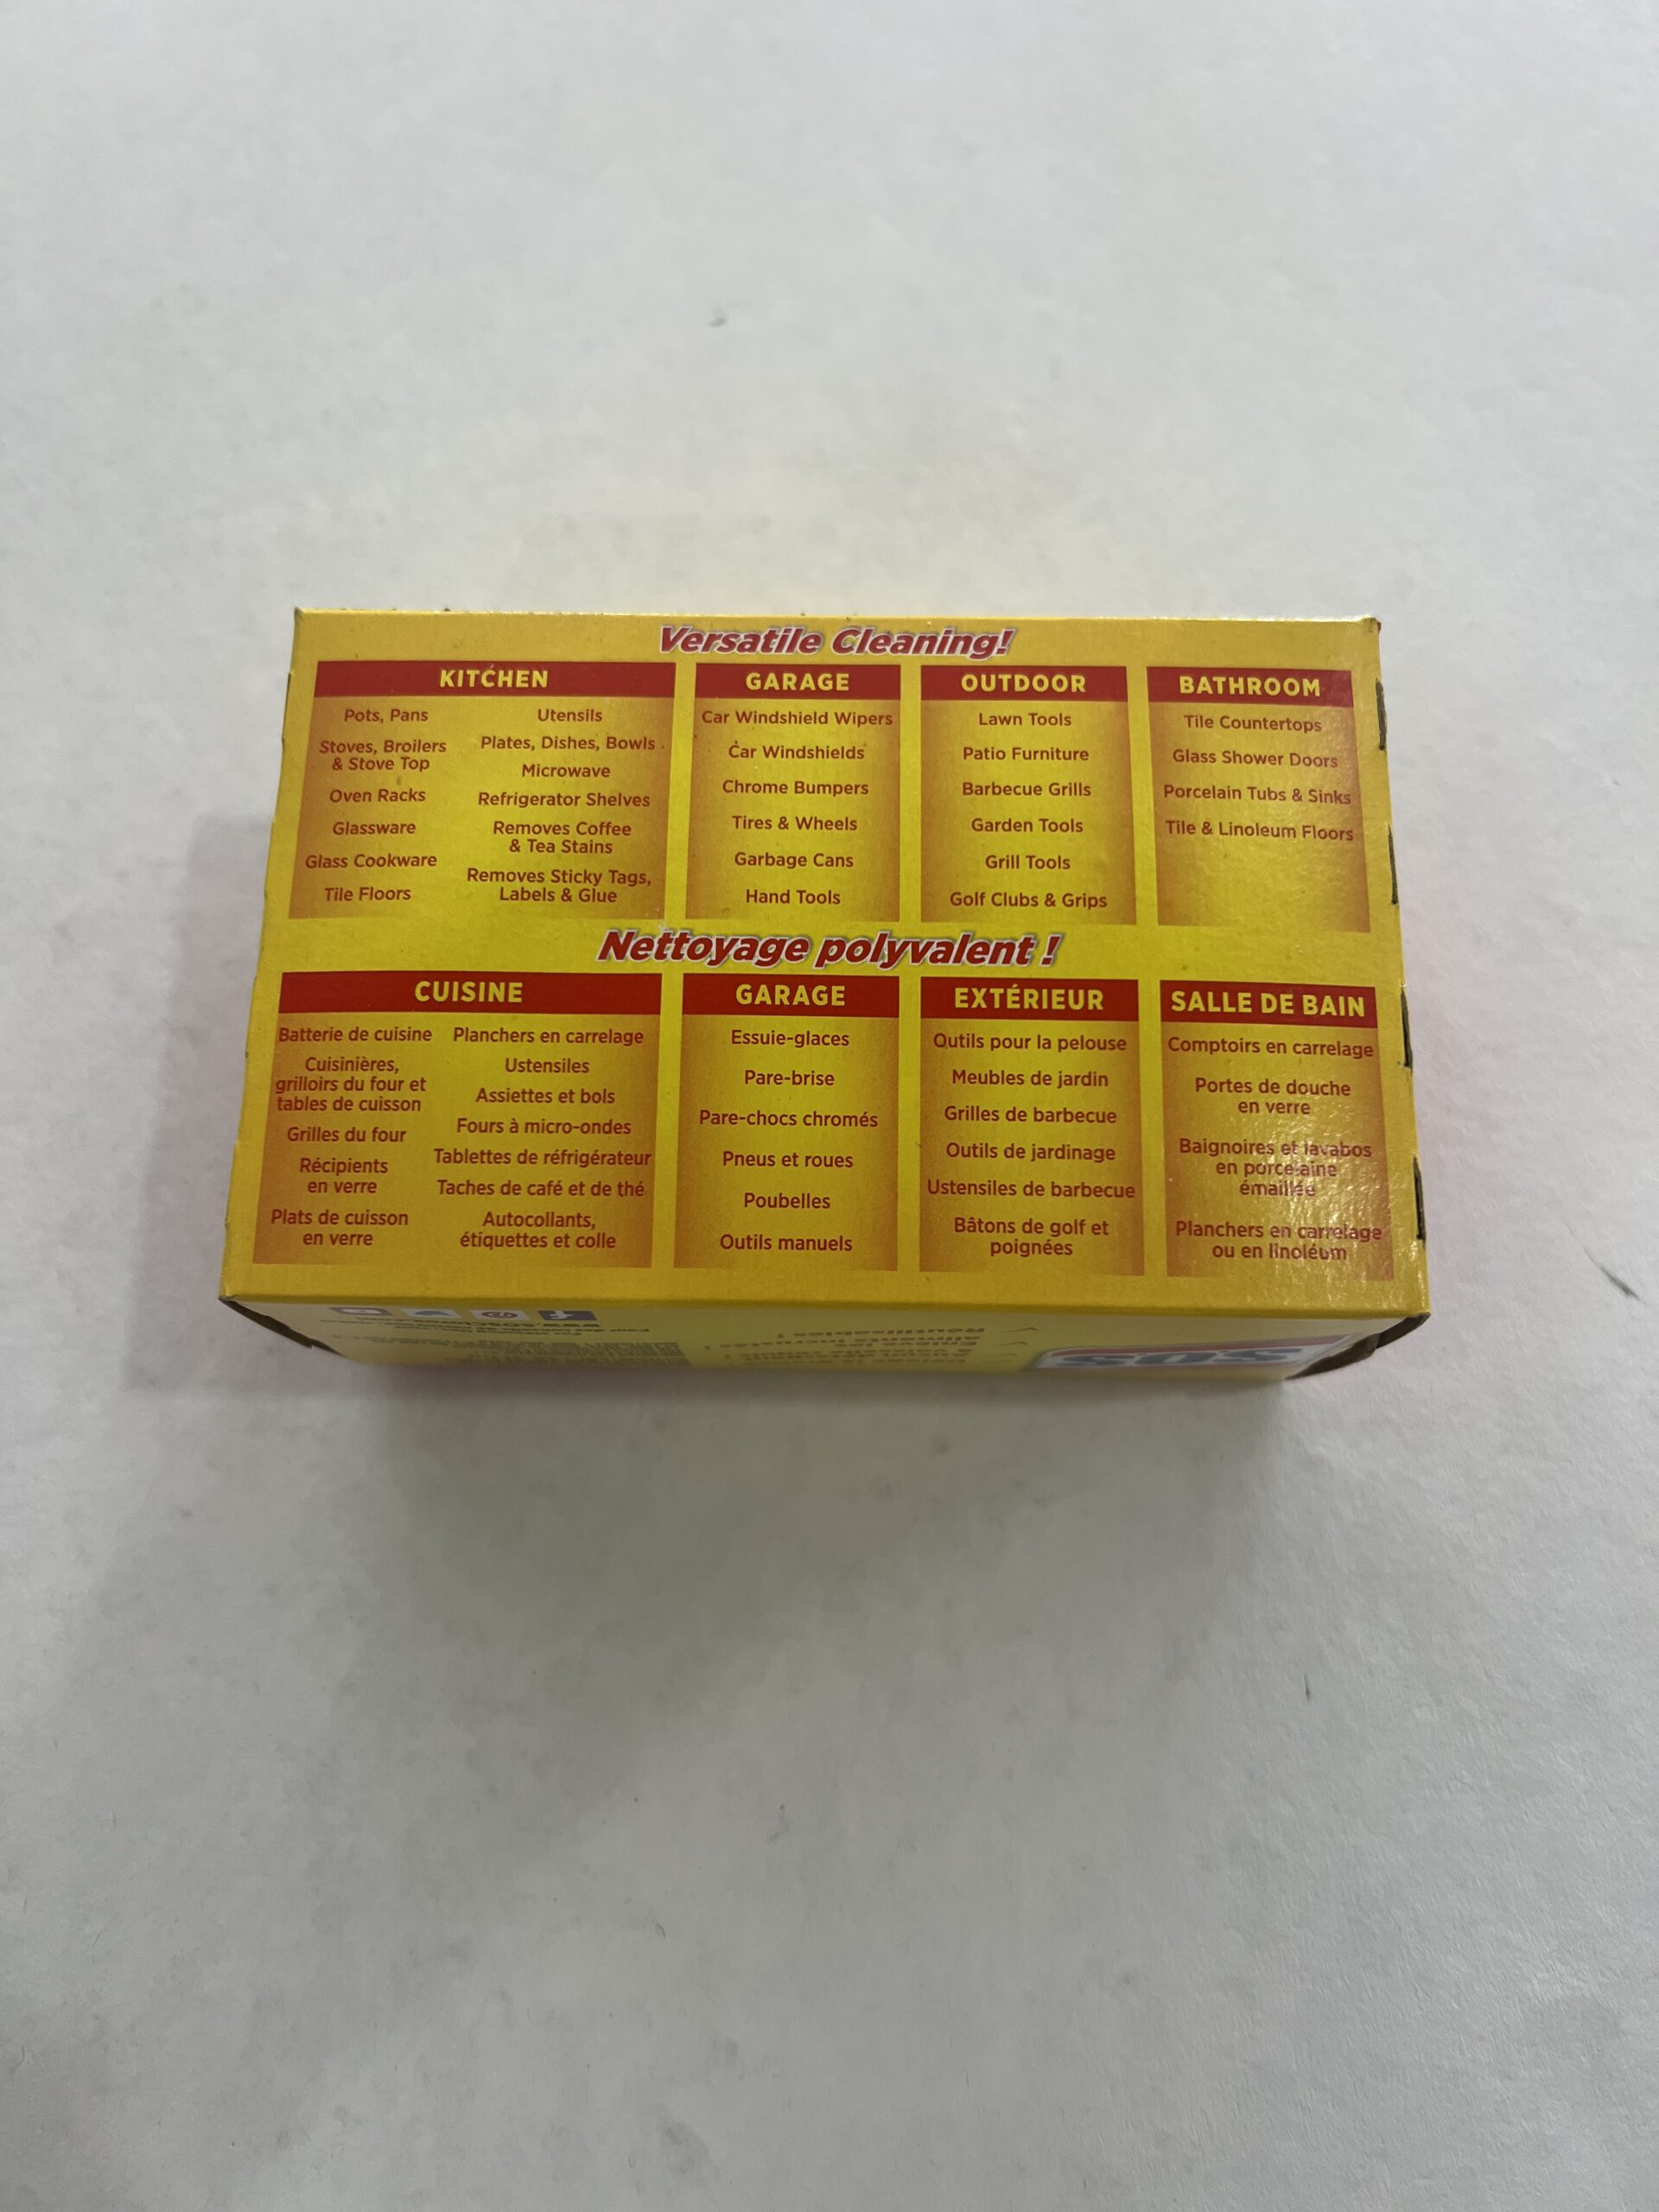 Versatile Cleaning!
KITCHEN
Pots, Pans
Stoves, Broilers
& Stove Top
Oven Racks
Glassware
Glass Cookware
Tile Floors
Utensils
Plates, Dishes, Bowls
Microwave
Refrigerator Shelves
Removes Coffee
& Tea Stains
Removes Sticky Tags,
Labels & Glue
GARAGE
Car Windshield Wipers
Car Windshields
Chrome Bumpers
Tires & Wheels
Garbage Cans
Hand Tools
OUTDOOR
Lawn Tools
Patio Furniture
Barbecue Grills
Garden Tools
Grill Tools
Golf Clubs & Grips
BATHROOM
Tile Countertops
Glass Shower Doors
Porcelain Tubs & Sinks
Tile & Linoleum Floors
Nettoyage polyvalent !
CUISINE
Batterie de cuisine
Cuisinières,
grilloirs du four et
tables de cuisson
Grilles du four
Récipients
en verre
Plats de cuisson
en verre
Planchers en carrelage
Ustensiles
Assiettes et bols
Fours à micro-ondes
Tablettes de réfrigérateur
Taches de café et de thé
Autocollants,
étiquettes et colle
GARAGE
Essuie-glaces
Pare-brise
Pare-chocs chromés
Pneus et roues
Poubelles
Outils manuels
EXTÉRIEUR
Outils pour la pelouse
Meubles de jardin
Grilles de barbecue
Outils de jardinage
Ustensiles de barbecue
Bâtons de golf et
poignées
SALLE DE BAIN
Comptoirs en carrelage
Portes de douche
en verre
Baignoires et lavabos
en porcelaine
émaillée
Planchers en carrelage
ou en linoléum
Réutilisables !
SOS